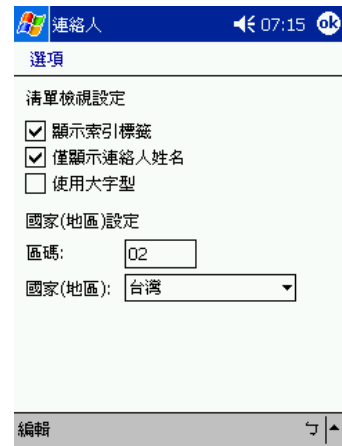 連絡人 07:15 ok
選項
清單檢視設定
顯示索引標籤
僅顯示連絡人姓名
使用大字型
國家(地區)設定
區碼: 02
國家(地區): 台灣
編輯 ㄅ